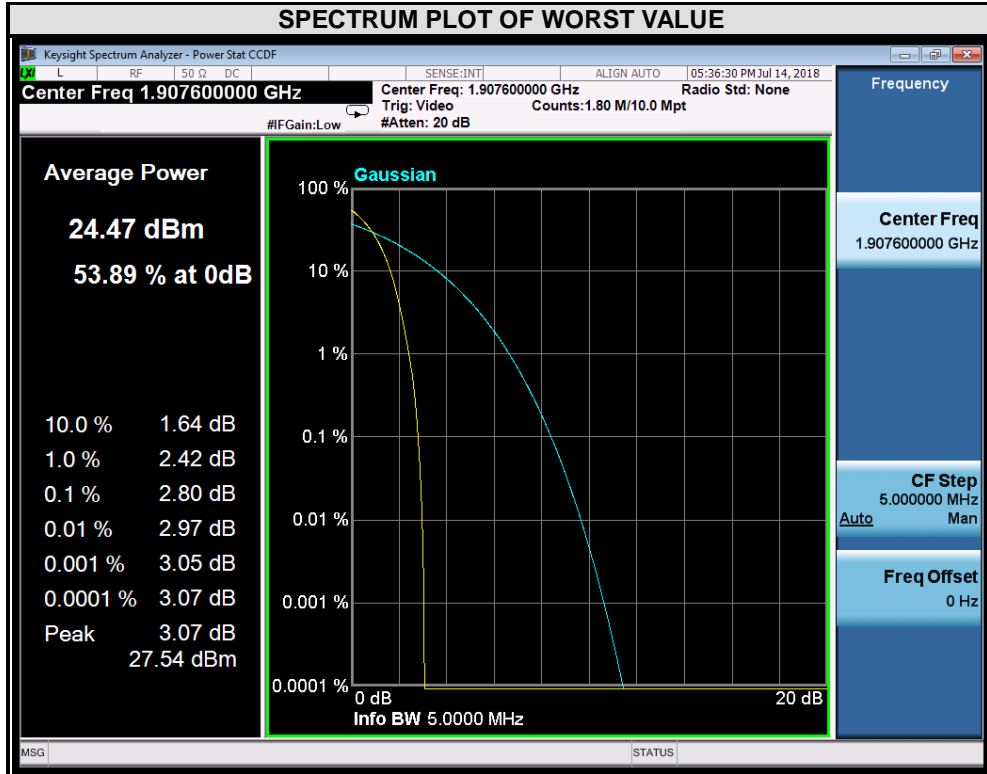 SPECTRUM PLOT OF WORST VALUE
Keysight Spectrum Analyzer - Power Stat CCDF
LXI L RF 50 Ω DC SENSE:INT ALIGN AUTO 05:36:30 PM Jul 14, 2018
Center Freq 1.907600000 GHz
#IFGain:Low
Center Freq: 1.907600000 GHz Radio Std: None
Trig: Video Counts:1.80 M/10.0 Mpt
#Atten: 20 dB
Average Power
24.47 dBm
53.89 % at 0dB
10.0 % 1.64 dB
1.0 % 2.42 dB
0.1 % 2.80 dB
0.01 % 2.97 dB
0.001 % 3.05 dB
0.0001 % 3.07 dB
Peak 3.07 dB
27.54 dBm
Gaussian
100 %
10 %
1 %
0.1 %
0.01 %
0.001 %
0.0001 %
0 dB 20 dB
Info BW 5.0000 MHz
Frequency
Center Freq
1.907600000 GHz
CF Step
5.000000 MHz
Auto Man
Freq Offset
0 Hz
MSG STATUS